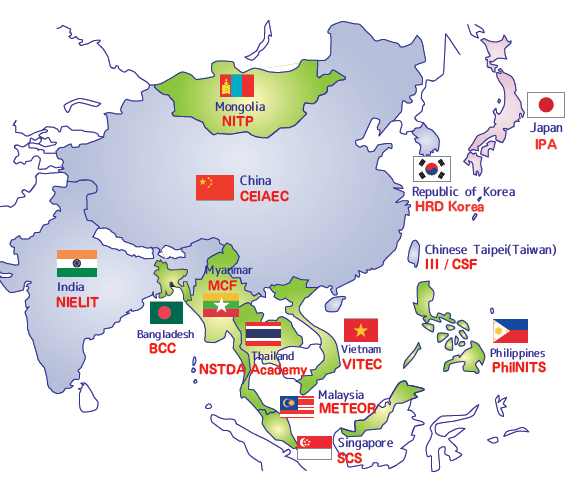 Mongolia
NITP
Japan
IPA
China
CEIAEC
Republic of Korea
HRD Korea
Chinese Taipei(Taiwan)
III / CSF
India
NIELIT
Myanmar
MCF
Bangladesh
BCC
Thailand
NSTDA Academy
Vietnam
VITEC
Philippines
PhilNITS
Malaysia
METEOR
Singapore
SCS